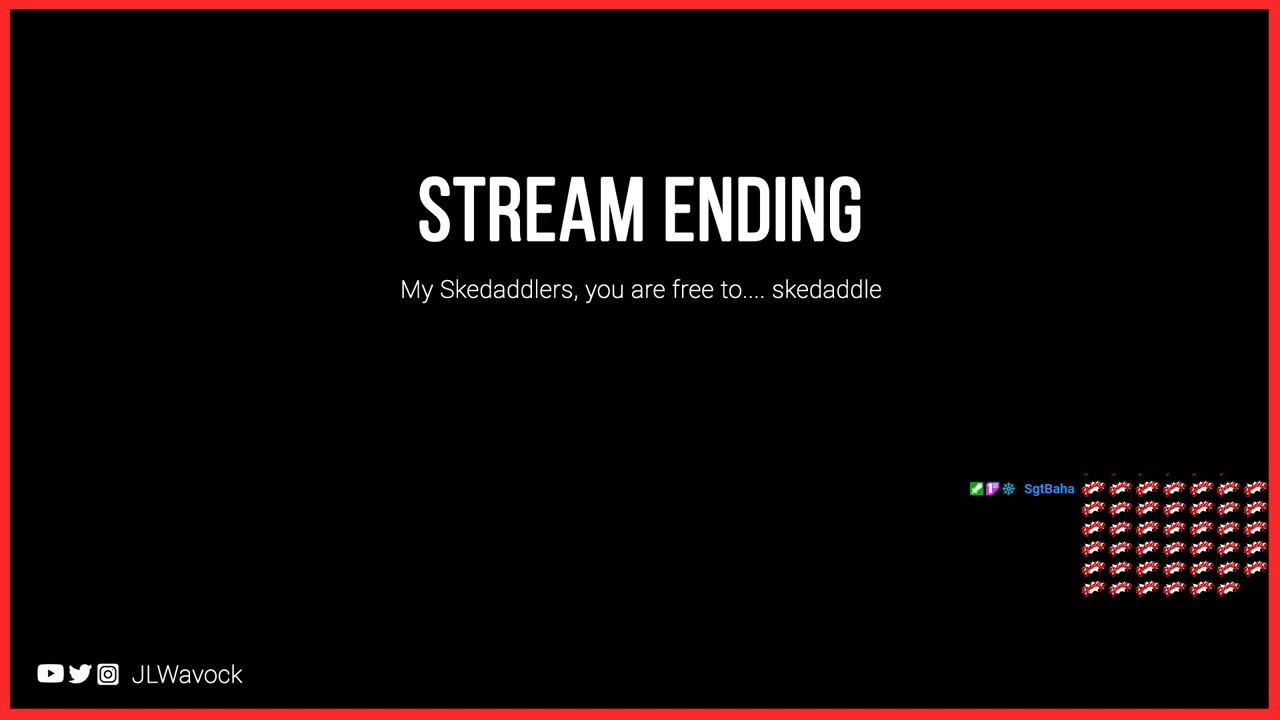 STREAM ENDING
My Skedaddlers, you are free to.... skedaddle
SgtBaha
JLWavock